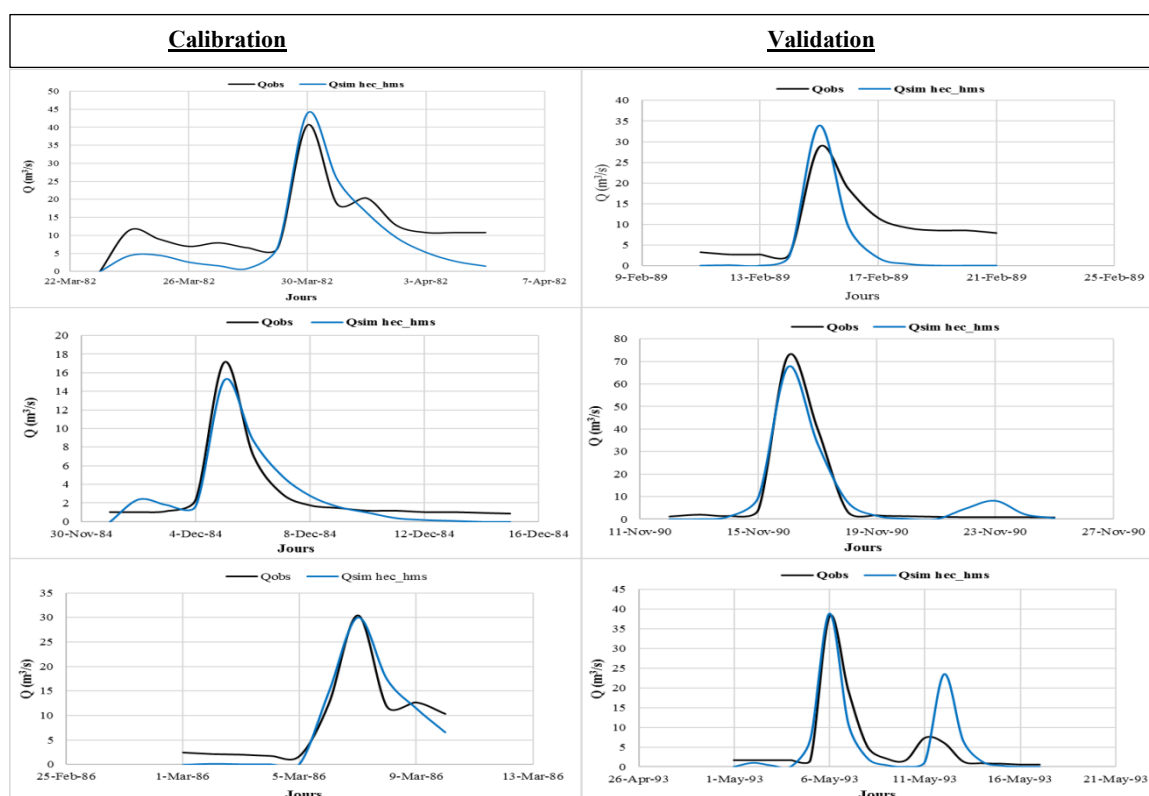 Calibration Validation
Qobs Qsim hec_hms
50
45
40
35
30
25
20
15
10
5
0
Q (m³/s)
22-Mar-82 26-Mar-82 30-Mar-82 3-Apr-82 7-Apr-82
Jours
Qobs Qsim hec_hms
40
35
30
25
20
15
10
5
0
Q (m³/s)
9-Feb-89 13-Feb-89 17-Feb-89 21-Feb-89 25-Feb-89
Jours
Qobs Qsim hec_hms
20
18
16
14
12
10
8
6
4
2
0
Q (m³/s)
30-Nov-84 4-Dec-84 8-Dec-84 12-Dec-84 16-Dec-84
Jours
Qobs Qsim hec_hms
80
70
60
50
40
30
20
10
0
Q (m³/s)
11-Nov-90 15-Nov-90 19-Nov-90 23-Nov-90 27-Nov-90
Jours
Qobs Qsim hec_hms
35
30
25
20
15
10
5
0
Q (m³/s)
25-Feb-86 1-Mar-86 5-Mar-86 9-Mar-86 13-Mar-86
Jours
Qobs Qsim hec_hms
45
40
35
30
25
20
15
10
5
0
Q (m³/s)
26-Apr-93 1-May-93 6-May-93 11-May-93 16-May-93 21-May-93
Jours